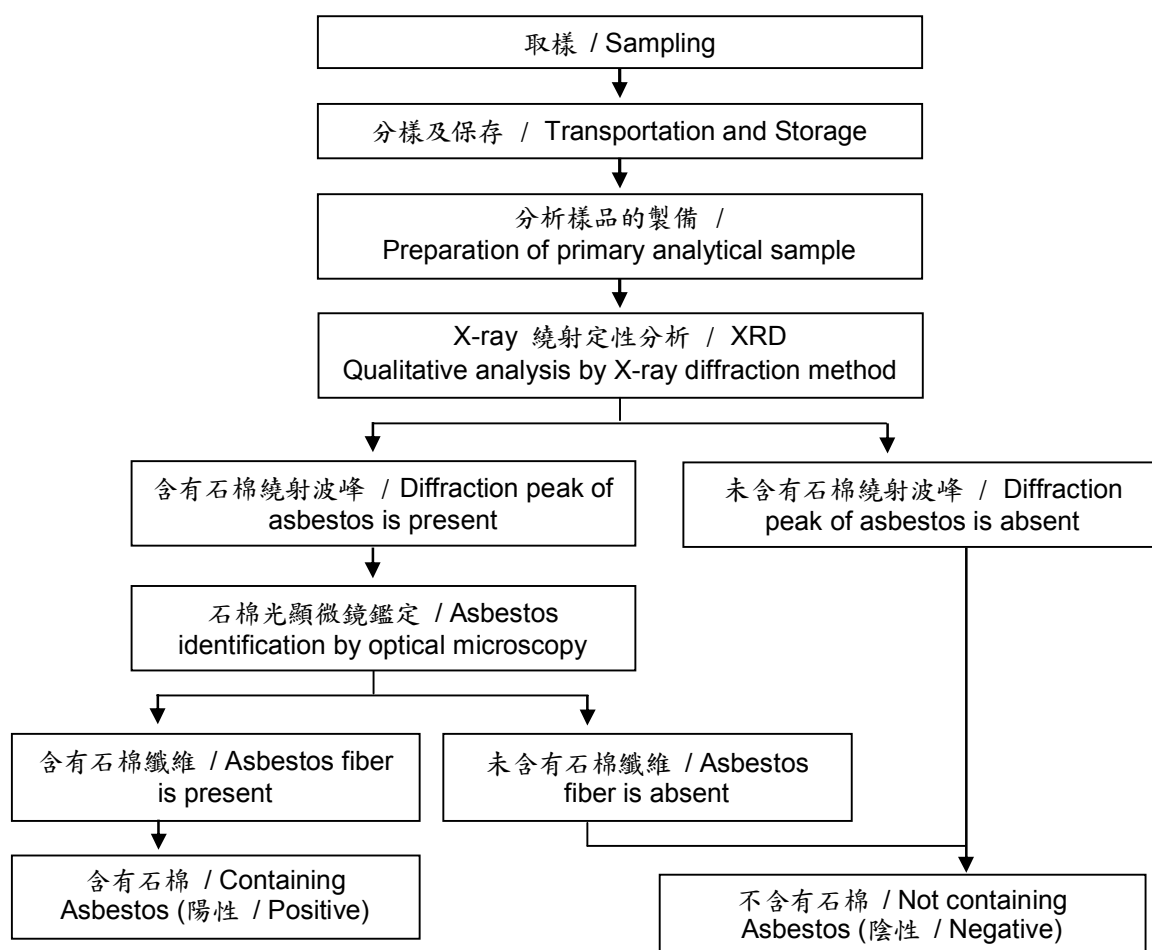 取樣 / Sampling
分樣及保存 / Transportation and Storage
分析樣品的製備 /
Preparation of primary analytical sample
X-ray 繞射定性分析 / XRD
Qualitative analysis by X-ray diffraction method
含有石棉繞射波峰 / Diffraction peak of
asbestos is present
未含有石棉繞射波峰 / Diffraction
peak of asbestos is absent
石棉光顯微鏡鑑定 / Asbestos
identification by optical microscopy
含有石棉纖維 / Asbestos fiber
is present
未含有石棉纖維 / Asbestos
fiber is absent
含有石棉 / Containing
Asbestos (陽性 / Positive)
不含有石棉 / Not containing
Asbestos (陰性 / Negative)